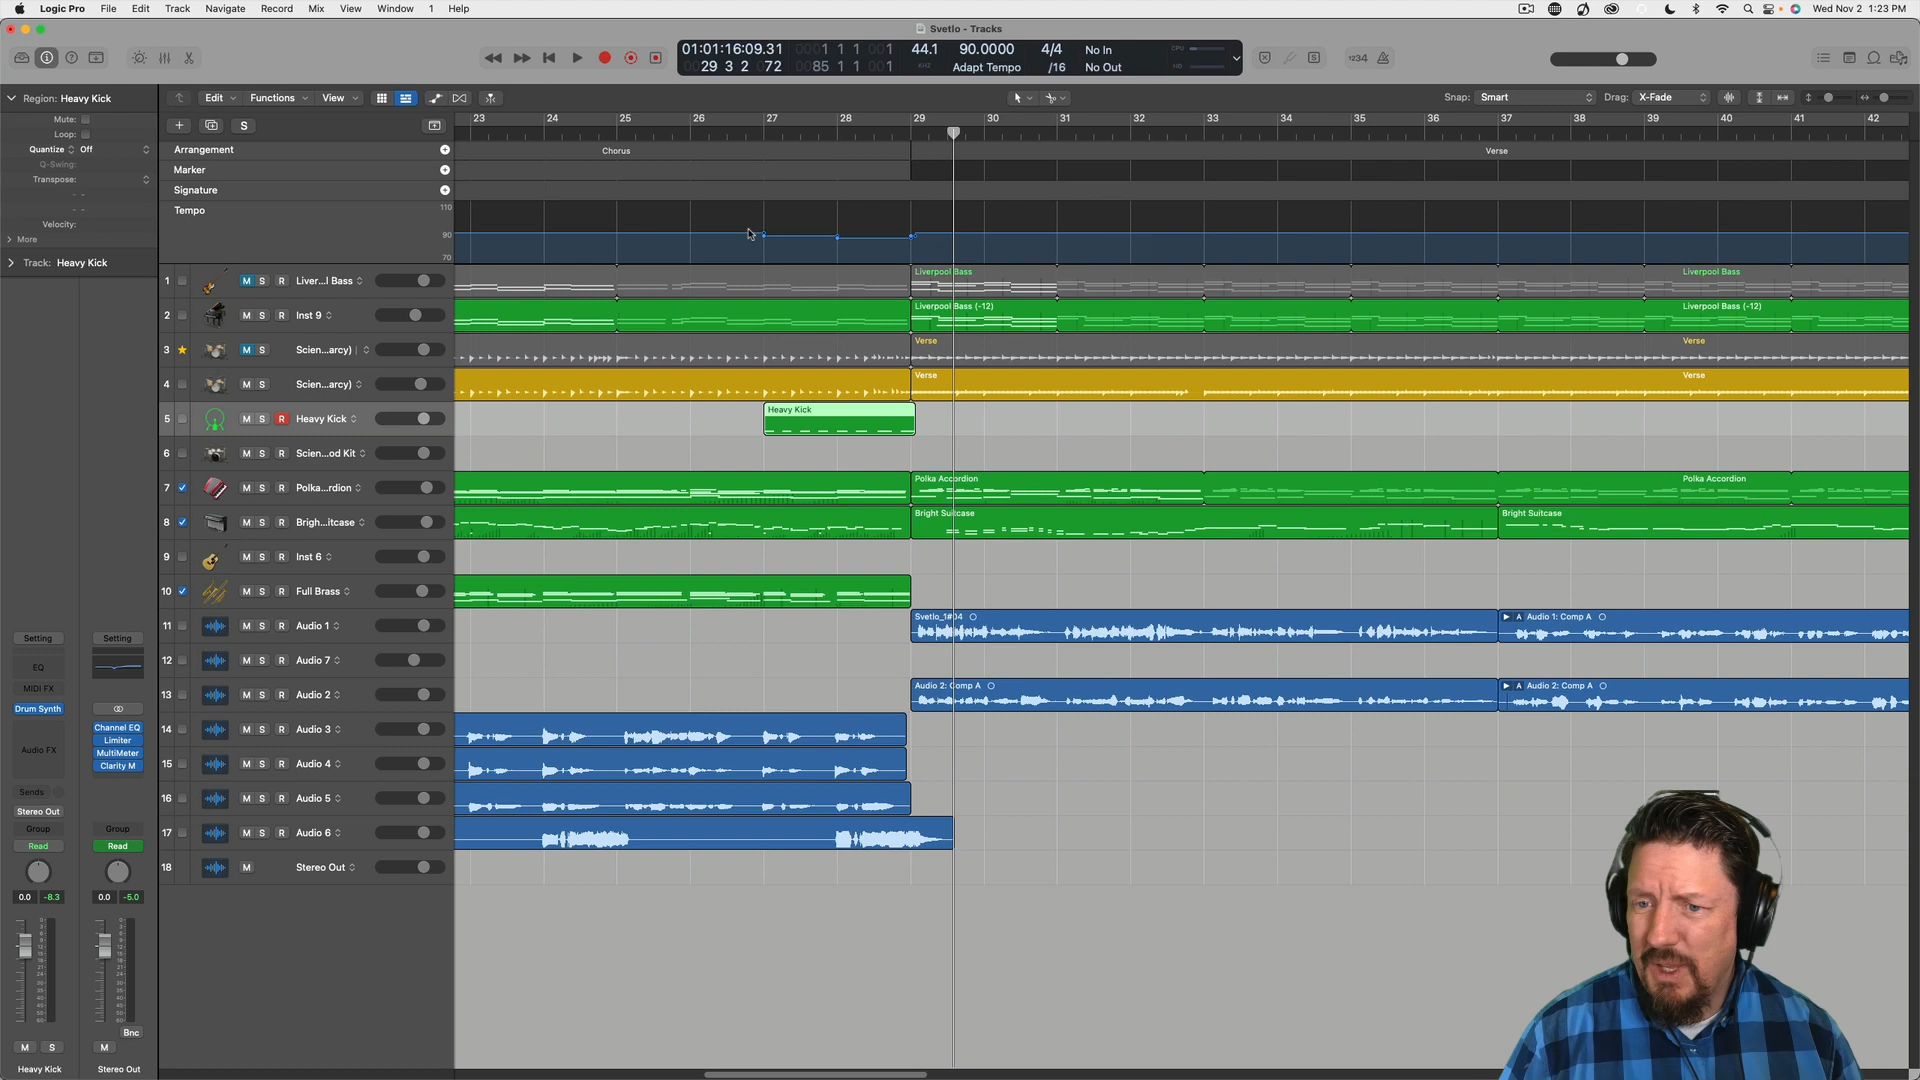 Logic Pro File Edit Track Navigate Record Mix View Window 1 Help
Wed Nov 2 1:23 PM
Svetlo - Tracks
01:01:16:09.31 0001 1 1 001 44.1 90.0000 4/4 No In CPU
0029 3 2 072 0085 1 1 001 KHZ Adapt Tempo /16 No Out HD
1234
Region: Heavy Kick
Edit Functions View
Snap: Smart Drag: X-Fade
Mute:
Loop:
Quantize Off
Q-Swing:
Transpose:
Velocity:
More
Track: Heavy Kick
S
23 24 25 26 27 28 29 30 31 32 33 34 35 36 37 38 39 40 41 42
Arrangement
Chorus Verse
Marker
Signature
Tempo
110
90
70
1 M S R Liver...l Bass
Liverpool Bass Liverpool Bass
2 M S R Inst 9
Liverpool Bass (-12) Liverpool Bass (-12)
3 M S Scien...arcy)
Verse Verse
4 M S Scien...arcy)
Verse Verse
5 M S R Heavy Kick
Heavy Kick
6 M S R Scien...od Kit
7 M S R Polka...rdion
Polka Accordion Polka Accordion
8 M S R Brigh...itcase
Bright Suitcase Bright Suitcase
9 M S R Inst 6
10 M S R Full Brass
11 M S R Audio 1
Svetlo_1#04 A Audio 1: Comp A
12 M S R Audio 7
13 M S R Audio 2
Audio 2: Comp A A Audio 2: Comp A
14 M S R Audio 3
15 M S R Audio 4
16 M S R Audio 5
17 M S R Audio 6
18 M Stereo Out
Setting Setting
EQ
MIDI FX
Drum Synth
Channel EQ
Limiter
Audio FX MultiMeter
Clarity M
Sends
Stereo Out
Group Group
Read Read
0.0 -8.3 0.0 -5.0
Bnc
M S M
Heavy Kick Stereo Out